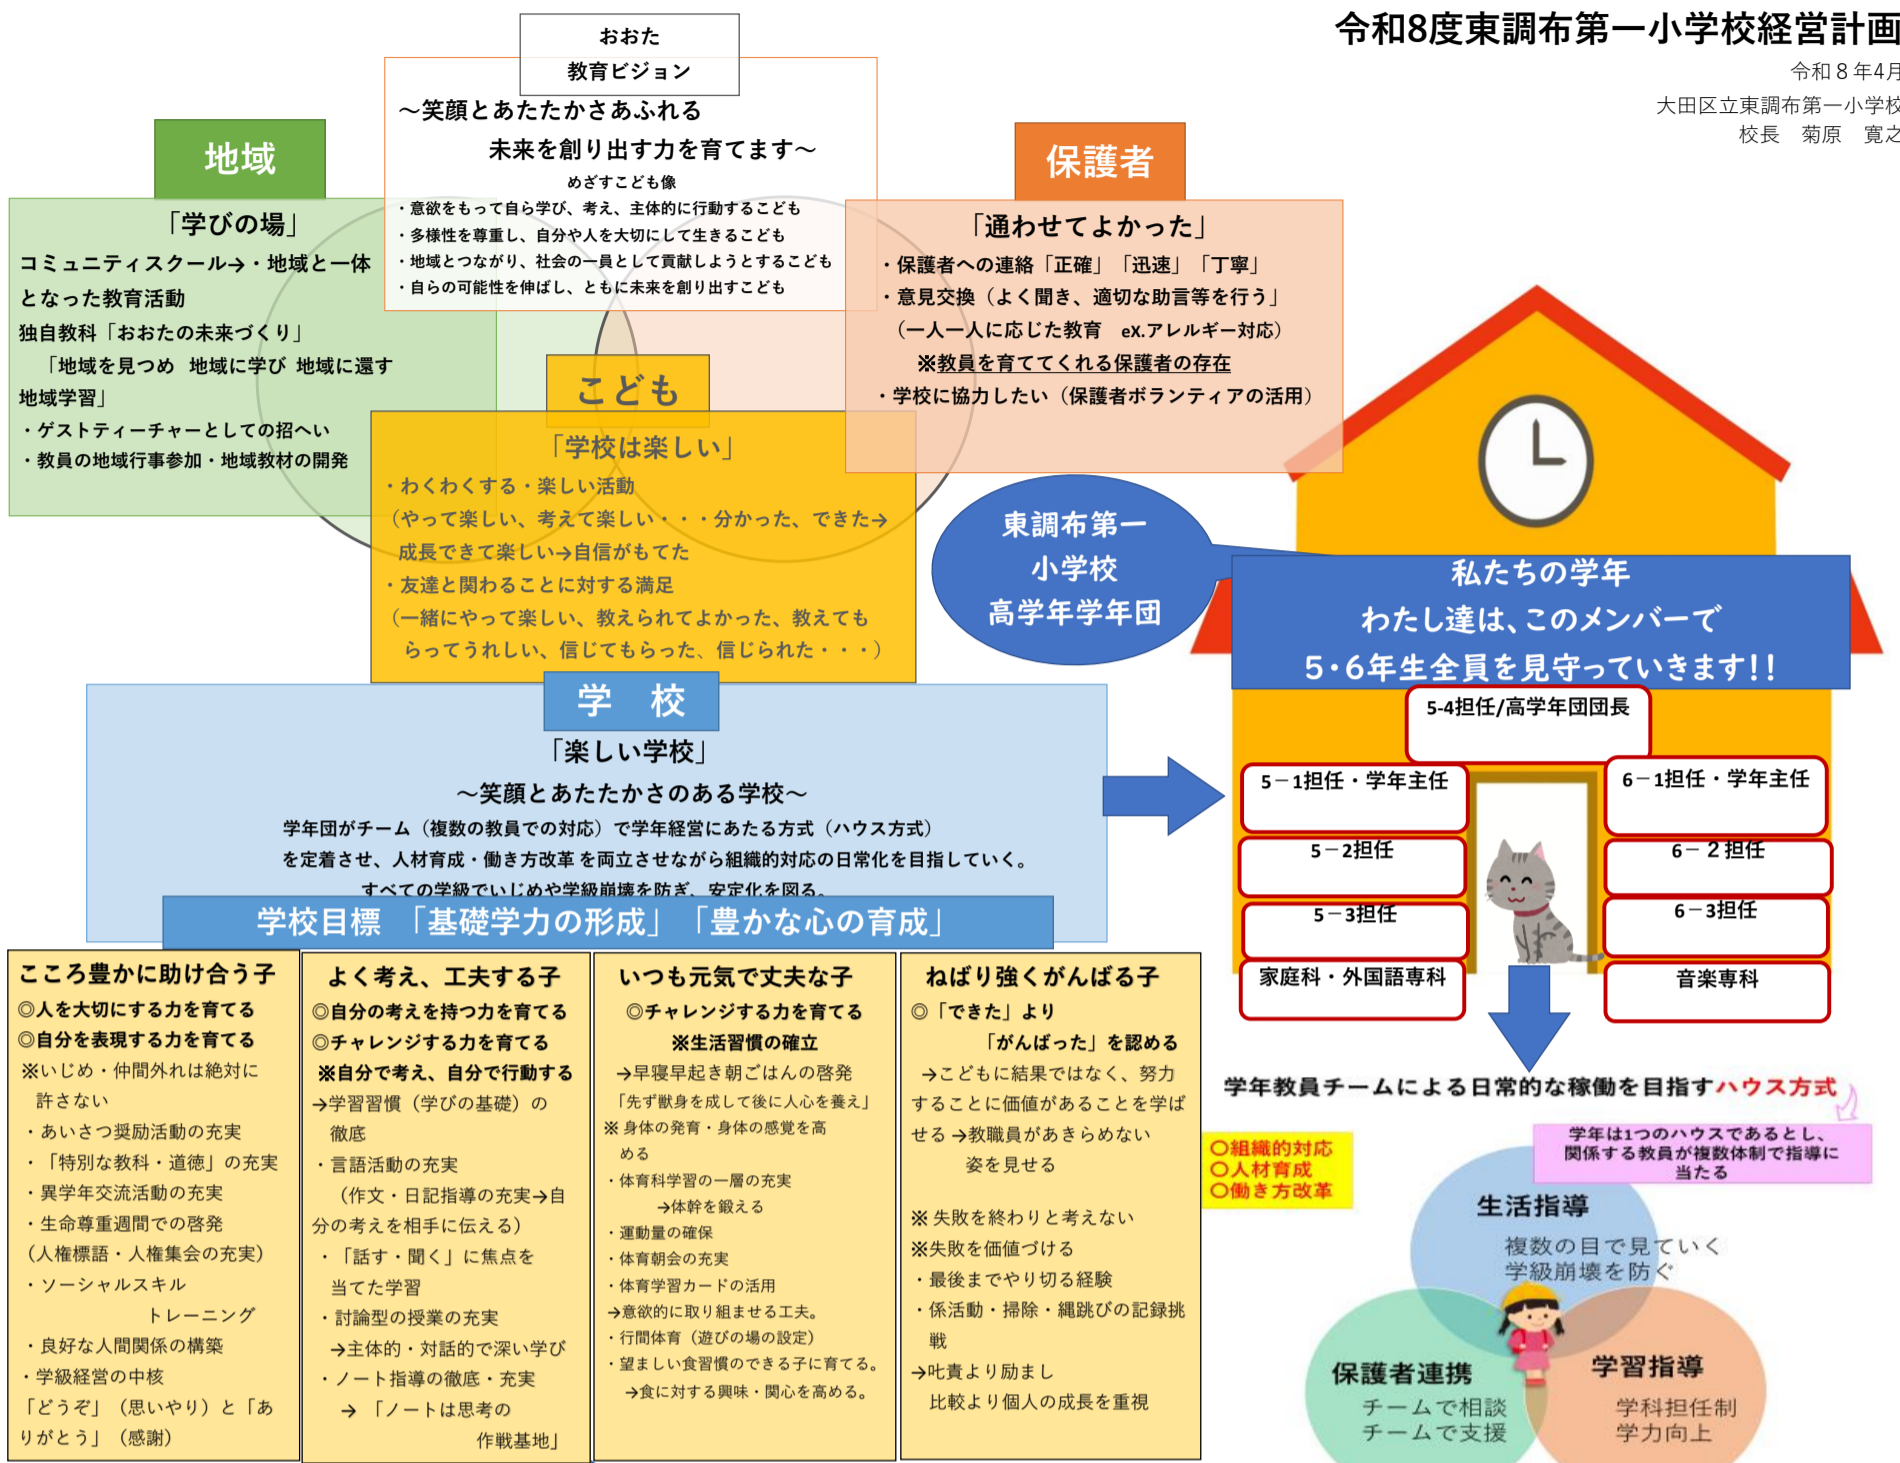 令和8度東調布第一小学校経営計画
令和８年4月
大田区立東調布第一小学校
校長　菊原　寛之
おおた
教育ビジョン
～笑顔とあたたかさあふれる
未来を創り出す力を育てます～
めざすこども像
・意欲をもって自ら学び、考え、主体的に行動するこども
・多様性を尊重し、自分や人を大切にして生きるこども
・地域とつながり、社会の一員として貢献しようとするこども
・自らの可能性を伸ばし、ともに未来を創り出すこども
地域
「学びの場」
コミュニティスクール→・地域と一体
となった教育活動
独自教科「おおたの未来づくり」
「地域を見つめ 地域に学び 地域に還す
地域学習」
・ゲストティーチャーとしての招へい
・教員の地域行事参加・地域教材の開発
保護者
「通わせてよかった」
・保護者への連絡「正確」「迅速」「丁寧」
・意見交換（よく聞き、適切な助言等を行う」
（一人一人に応じた教育　ex.アレルギー対応）
※教員を育ててくれる保護者の存在
・学校に協力したい（保護者ボランティアの活用）
こども
「学校は楽しい」
・わくわくする・楽しい活動
（やって楽しい、考えて楽しい・・・分かった、できた→
成長できて楽しい→自信がもてた
・友達と関わることに対する満足
（一緒にやって楽しい、教えられてよかった、教えても
らってうれしい、信じてもらった、信じられた・・・）
学　校
「楽しい学校」
～笑顔とあたたかさのある学校～
学年団がチーム（複数の教員での対応）で学年経営にあたる方式（ハウス方式）
を定着させ、人材育成・働き方改革 を両立させながら組織的対応の日常化を目指していく。
すべての学級でいじめや学級崩壊を防ぎ、安定化を図る。
学校目標　「基礎学力の形成」「豊かな心の育成」
こころ豊かに助け合う子
◎人を大切にする力を育てる
◎自分を表現する力を育てる
※いじめ・仲間外れは絶対に
許さない
・あいさつ奨励活動の充実
・「特別な教科・道徳」の充実
・異学年交流活動の充実
・生命尊重週間での啓発
（人権標語・人権集会の充実）
・ソーシャルスキル
トレーニング
・良好な人間関係の構築
・学級経営の中核
「どうぞ」（思いやり）と「あ
りがとう」（感謝）
よく考え、工夫する子
◎自分の考えを持つ力を育てる
◎チャレンジする力を育てる
※自分で考え、自分で行動する
→学習習慣（学びの基礎）の
徹底
・言語活動の充実
（作文・日記指導の充実→自
分の考えを相手に伝える）
・「話す・聞く」に焦点を
当てた学習
・討論型の授業の充実
→主体的・対話的で深い学び
・ノート指導の徹底・充実
→ 「ノートは思考の
作戦基地」
いつも元気で丈夫な子
◎チャレンジする力を育てる
※生活習慣の確立
→早寝早起き朝ごはんの啓発
「先ず獣身を成して後に人心を養え」
※ 身体の発育・身体の感覚を高
める
・体育科学習の一層の充実
→体幹を鍛える
・運動量の確保
・体育朝会の充実
・体育学習カードの活用
→意欲的に取り組ませる工夫。
・行間体育（遊びの場の設定）
・望ましい食習慣のできる子に育てる。
→食に対する興味・関心を高める。
ねばり強くがんばる子
◎「できた」より
「がんばった」を認める
→こどもに結果ではなく、努力
することに価値があることを学ば
せる →教職員があきらめない
姿を見せる
※ 失敗を終わりと考えない
※失敗を価値づける
・最後までやり切る経験
・係活動・掃除・縄跳びの記録挑
戦
→叱責より励まし
比較より個人の成長を重視
東調布第一
小学校
高学年学年団
私たちの学年
わたし達は、このメンバーで
5・6年生全員を見守っていきます!!
5-4担任/高学年団団長
5－1担任・学年主任
6－1担任・学年主任
5－2担任
6－２担任
5－3担任
6－3担任
家庭科・外国語専科
音楽専科
学年教員チームによる日常的な稼働を目指すハウス方式
学年は1つのハウスであるとし、
関係する教員が複数体制で指導に
当たる
〇組織的対応
〇人材育成
〇働き方改革
生活指導
複数の目で見ていく
学級崩壊を防ぐ
保護者連携
チームで相談
チームで支援
学習指導
学科担任制
学力向上